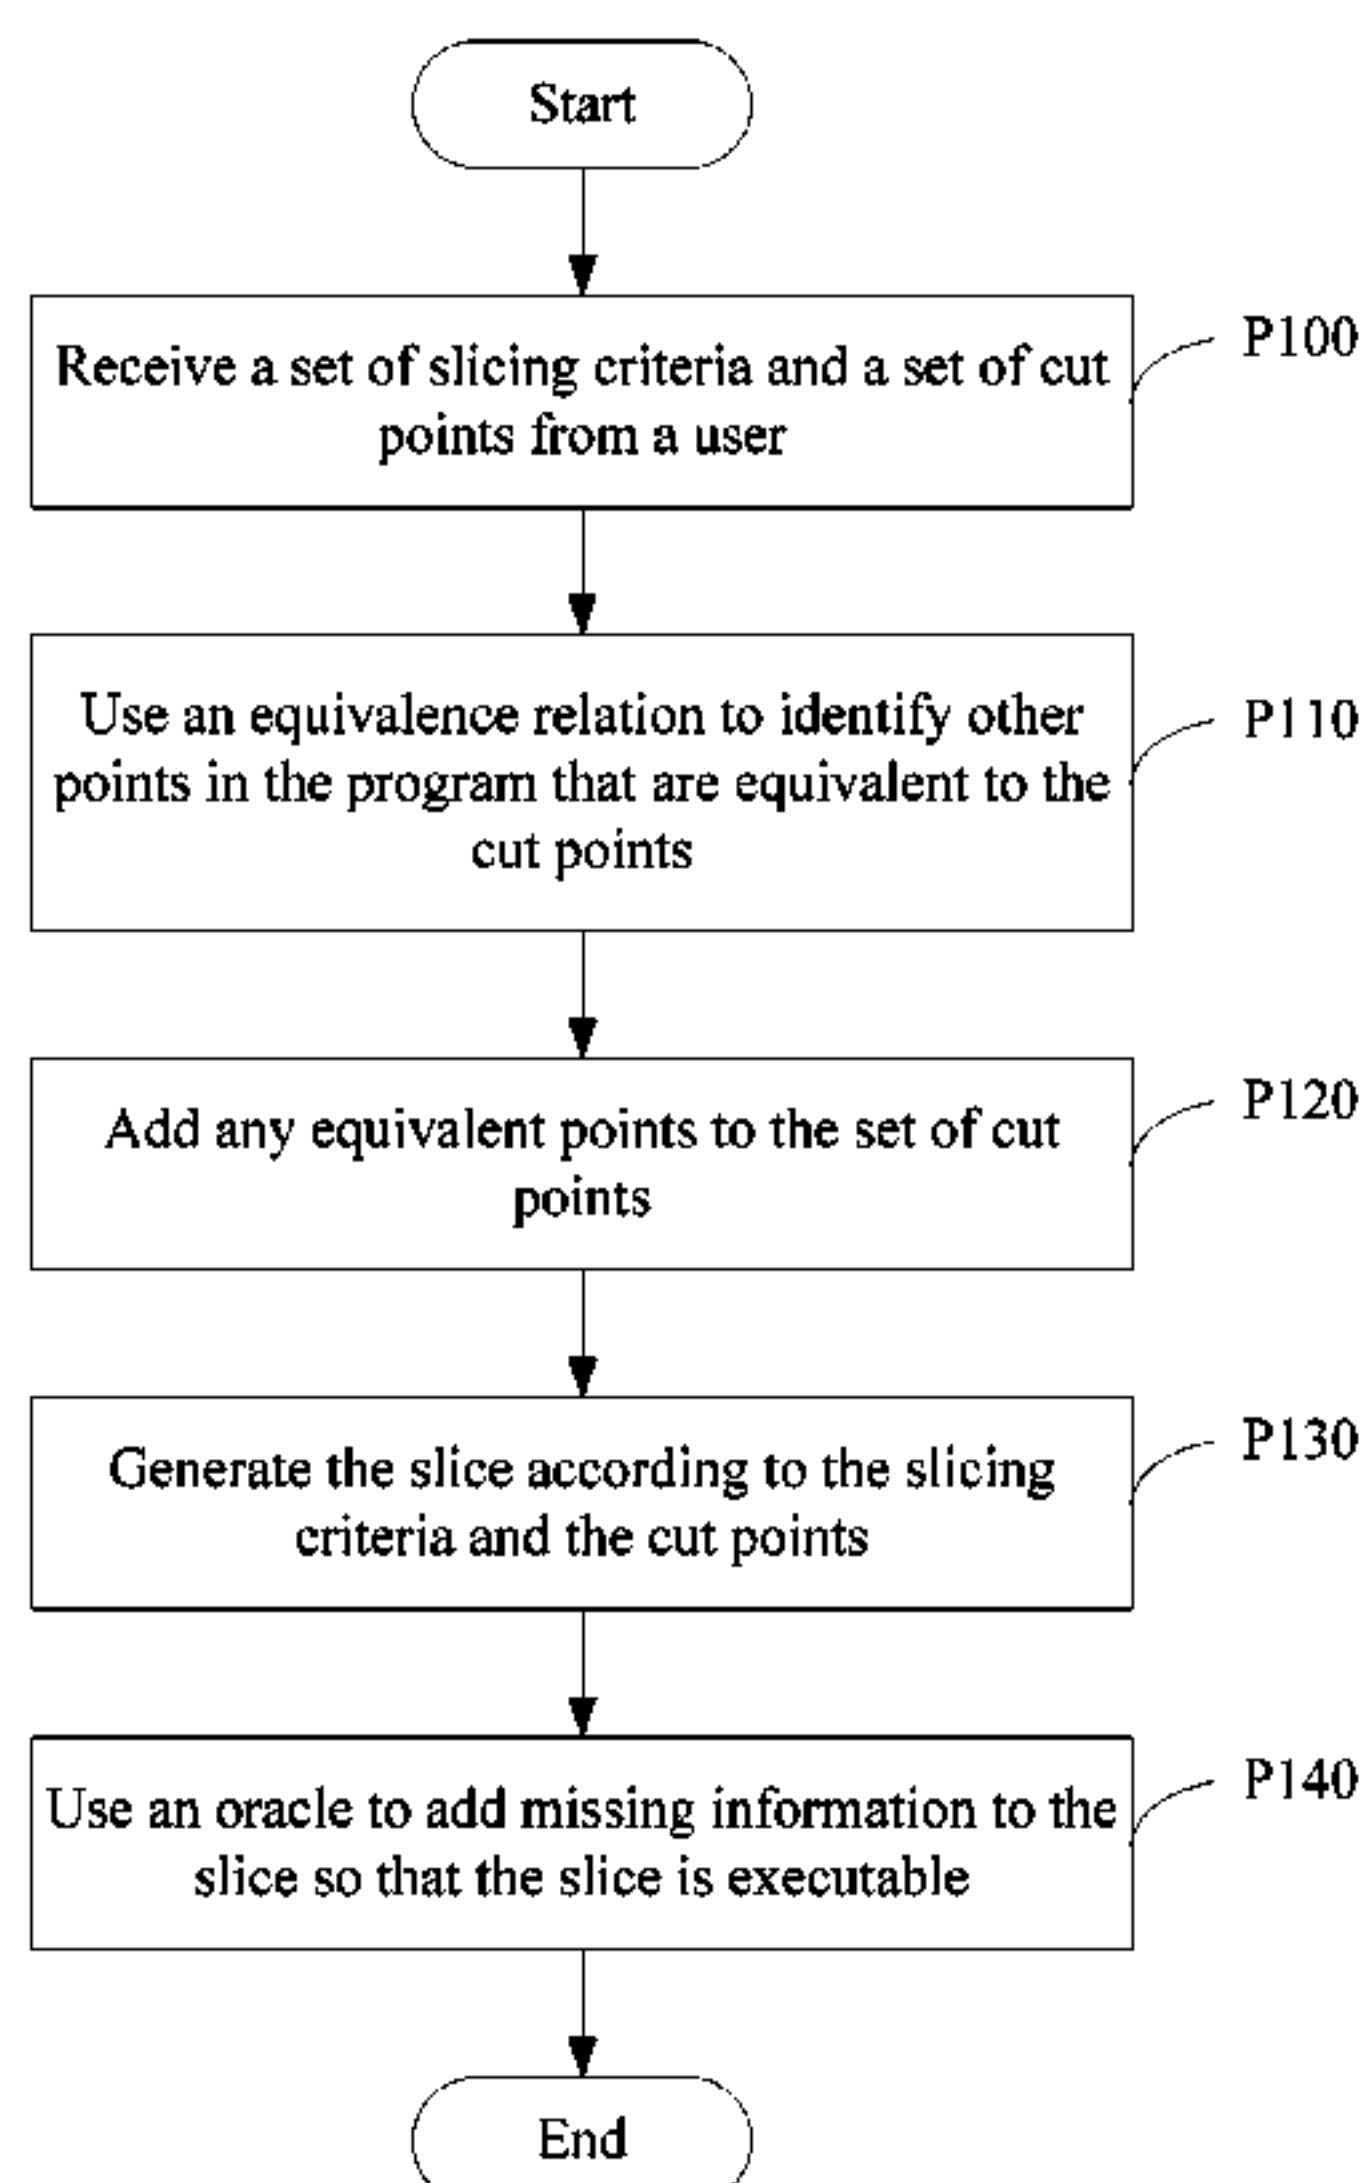 Start
Receive a set of slicing criteria and a set of cut
points from a user
P100
Use an equivalence relation to identify other
points in the program that are equivalent to the
cut points
P110
Add any equivalent points to the set of cut
points
P120
Generate the slice according to the slicing
criteria and the cut points
P130
Use an oracle to add missing information to the
slice so that the slice is executable
P140
End